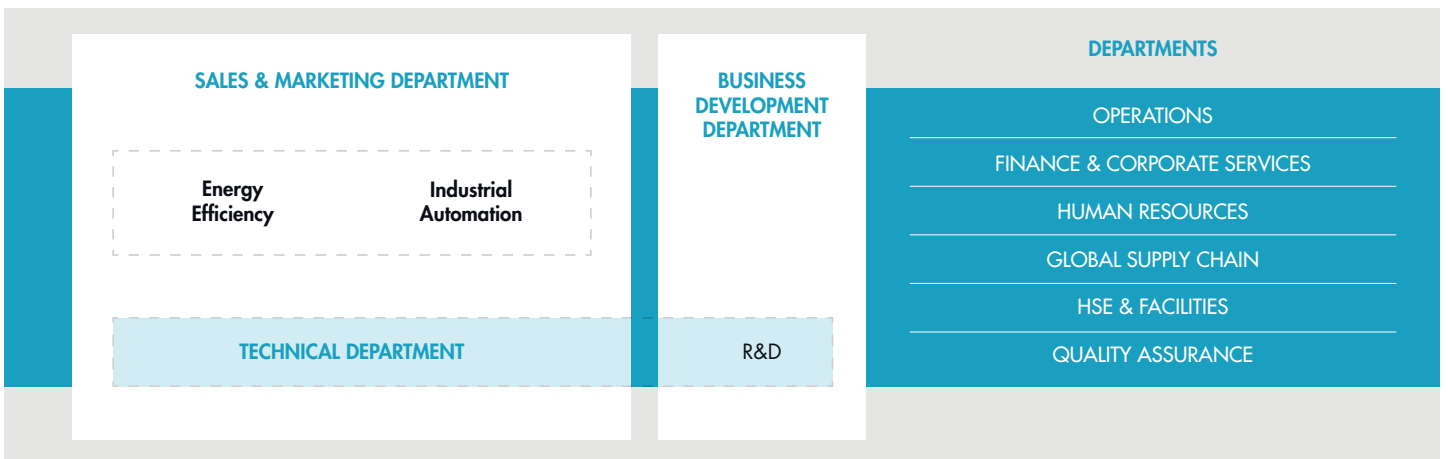 SALES & MARKETING DEPARTMENT
Energy
Efficiency
Industrial
Automation
TECHNICAL DEPARTMENT
BUSINESS
DEVELOPMENT
DEPARTMENT
R&D
DEPARTMENTS
OPERATIONS
FINANCE & CORPORATE SERVICES
HUMAN RESOURCES
GLOBAL SUPPLY CHAIN
HSE & FACILITIES
QUALITY ASSURANCE